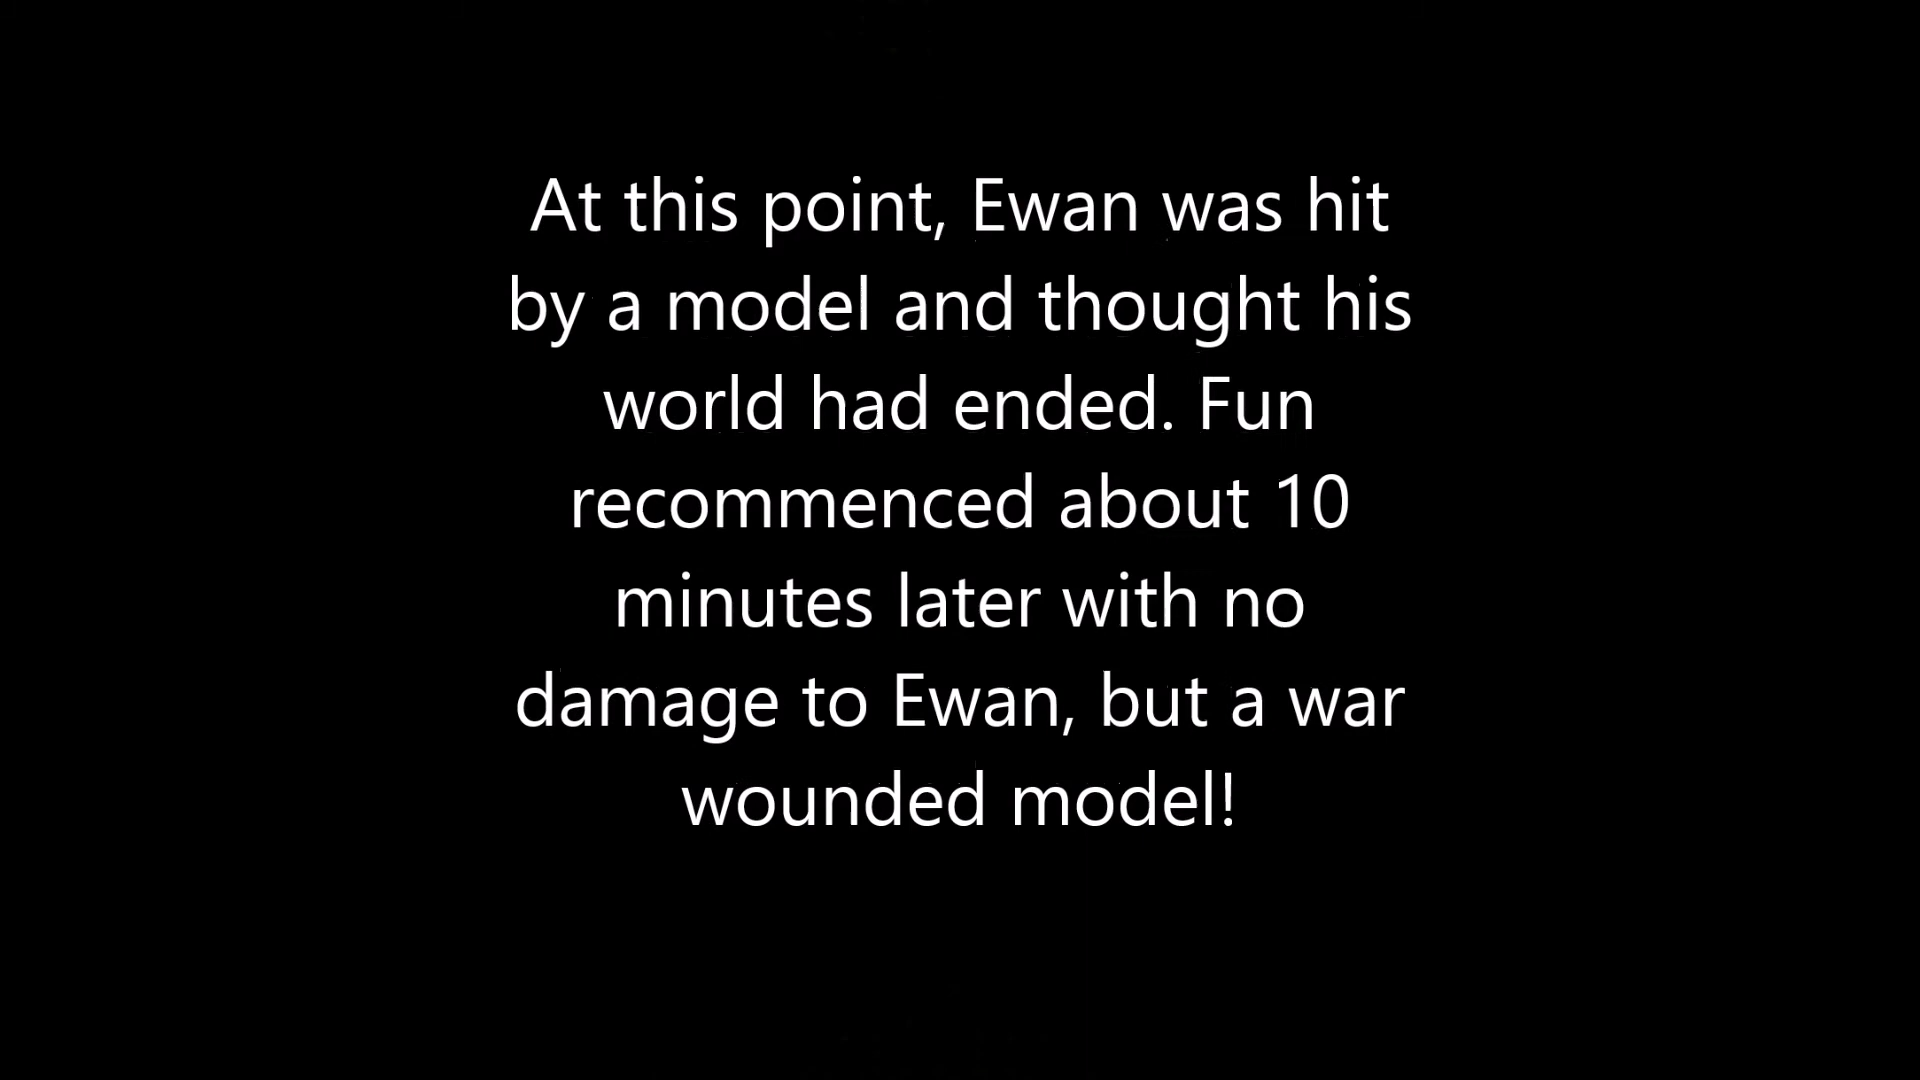 At this point, Ewan was hit
by a model and thought his
world had ended. Fun
recommenced about 10
minutes later with no
damage to Ewan, but a war
wounded model!